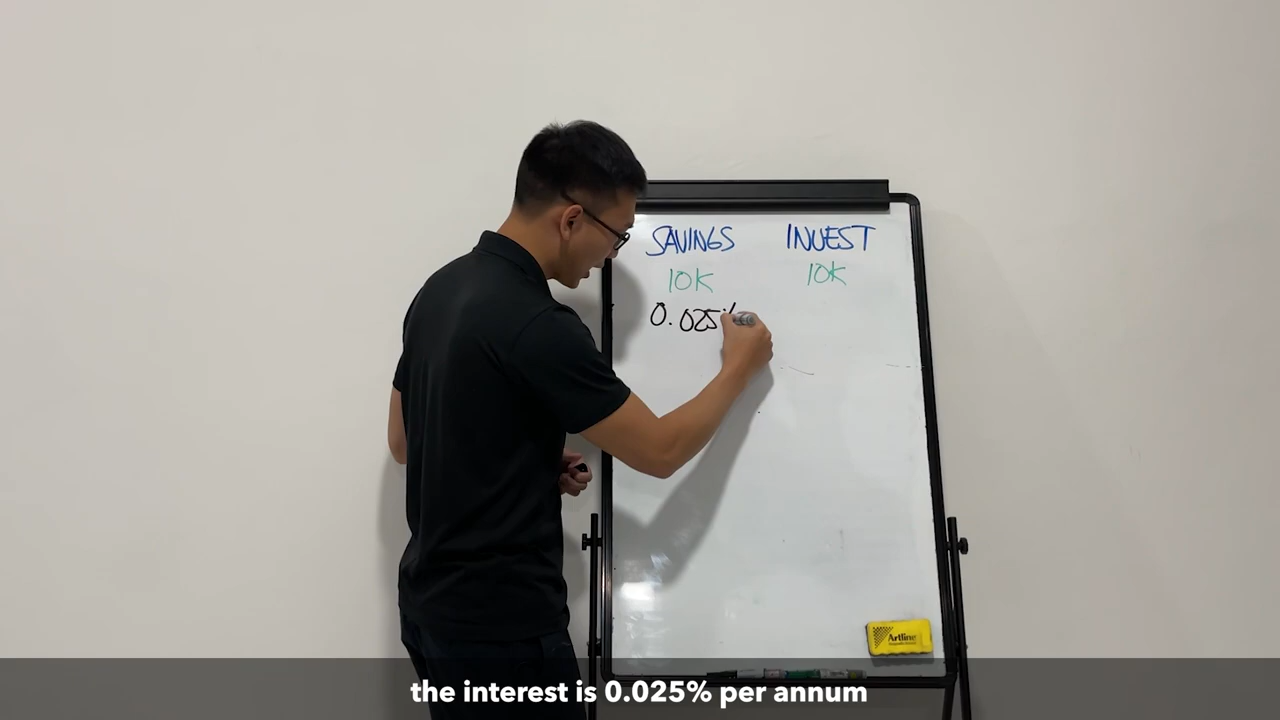 SAVINGS INVEST
10K 10K
0.025%
Artline
the interest is 0.025% per annum